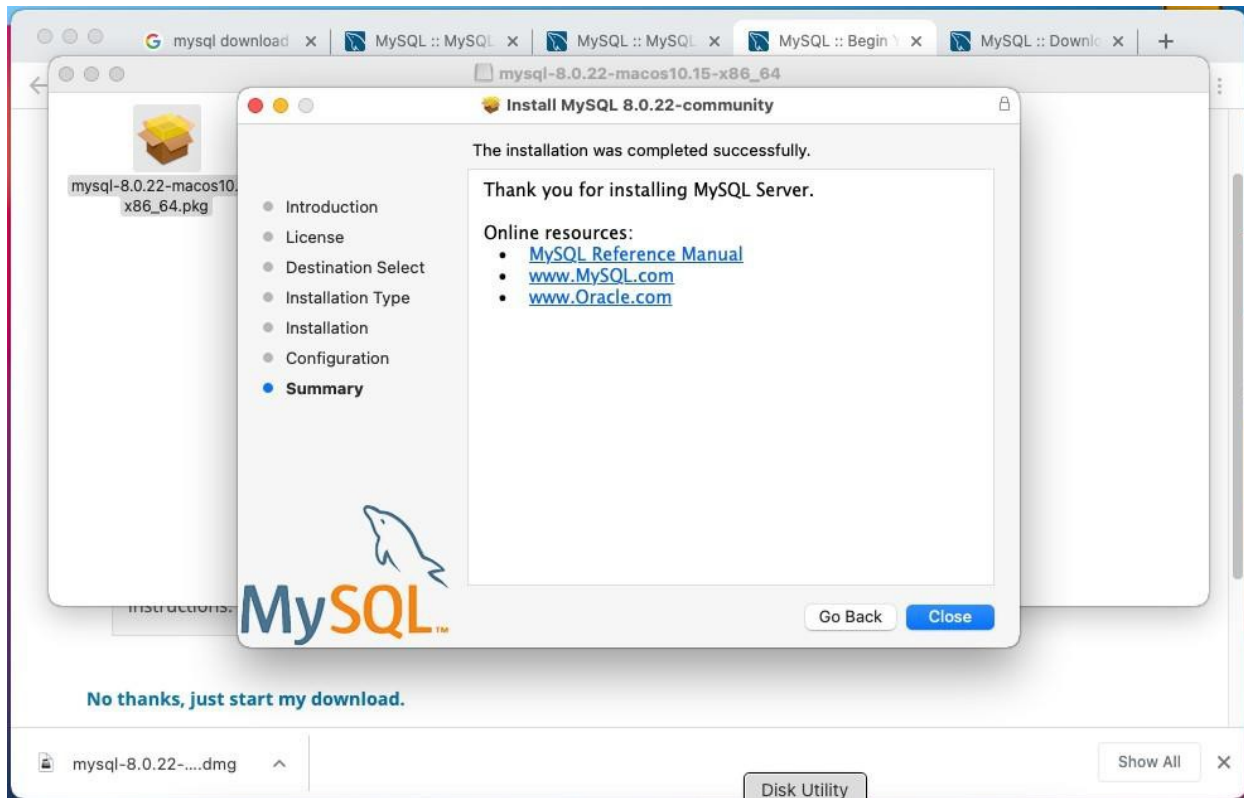 mysql download
MySQL :: MySQL
MySQL :: MySQL
MySQL :: Begin Y
MySQL :: Downlo
mysql-8.0.22-macos10.15-x86_64
Install MySQL 8.0.22-community
mysql-8.0.22-macos10.
x86_64.pkg
The installation was completed successfully.
Introduction
License
Destination Select
Installation Type
Installation
Configuration
Summary
Thank you for installing MySQL Server.
Online resources:
• MySQL Reference Manual
• www.MySQL.com
• www.Oracle.com
MySQL™
Go Back
Close
instructions.
No thanks, just start my download.
mysql-8.0.22-....dmg
Show All
Disk Utility